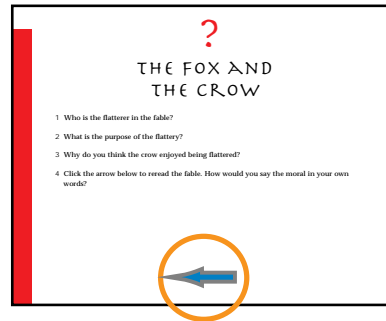 ?
THE FOX AND
THE CROW
1 Who is the flatterer in the fable?
2 What is the purpose of the flattery?
3 Why do you think the crow enjoyed being flattered?
4 Click the arrow below to reread the fable. How would you say the moral in your own
words?